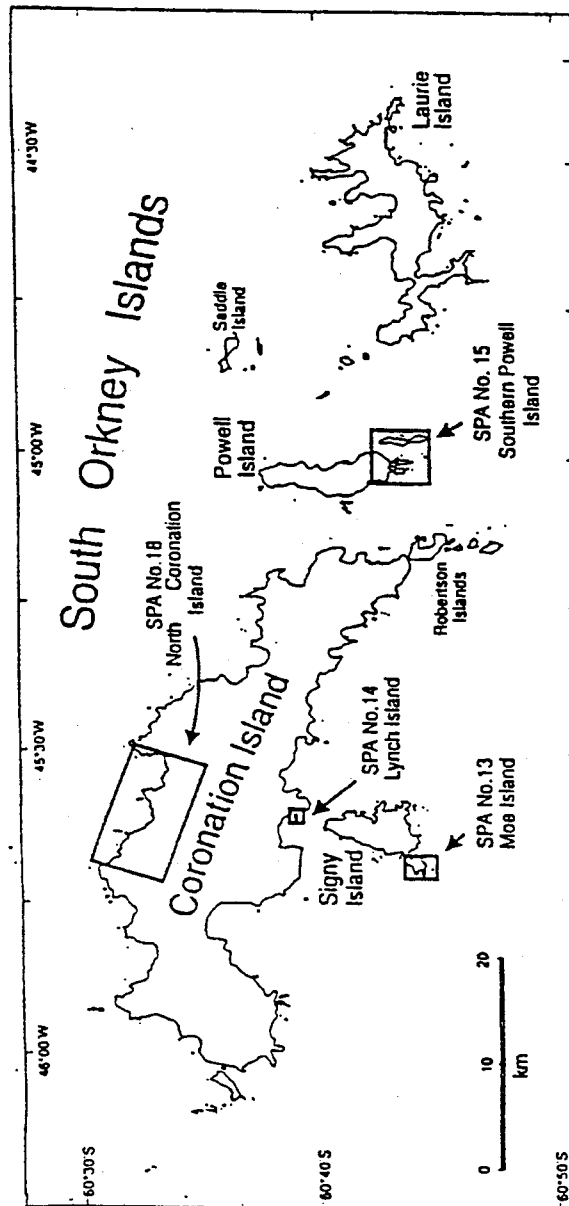 46°00'W
45°30'W
45°00'W
44°30'W
60°30'S
60°40'S
60°50'S
South Orkney Islands
SPA No.18
North Coronation
Island
Coronation Island
Saddle
Island
Powell
Island
Laurie
Island
SPA No. 15
Southern Powell
Island
Robertson
Islands
SPA No.14
Lynch Island
Signy
Island
SPA No.13
Moe Island
0 10 20
km